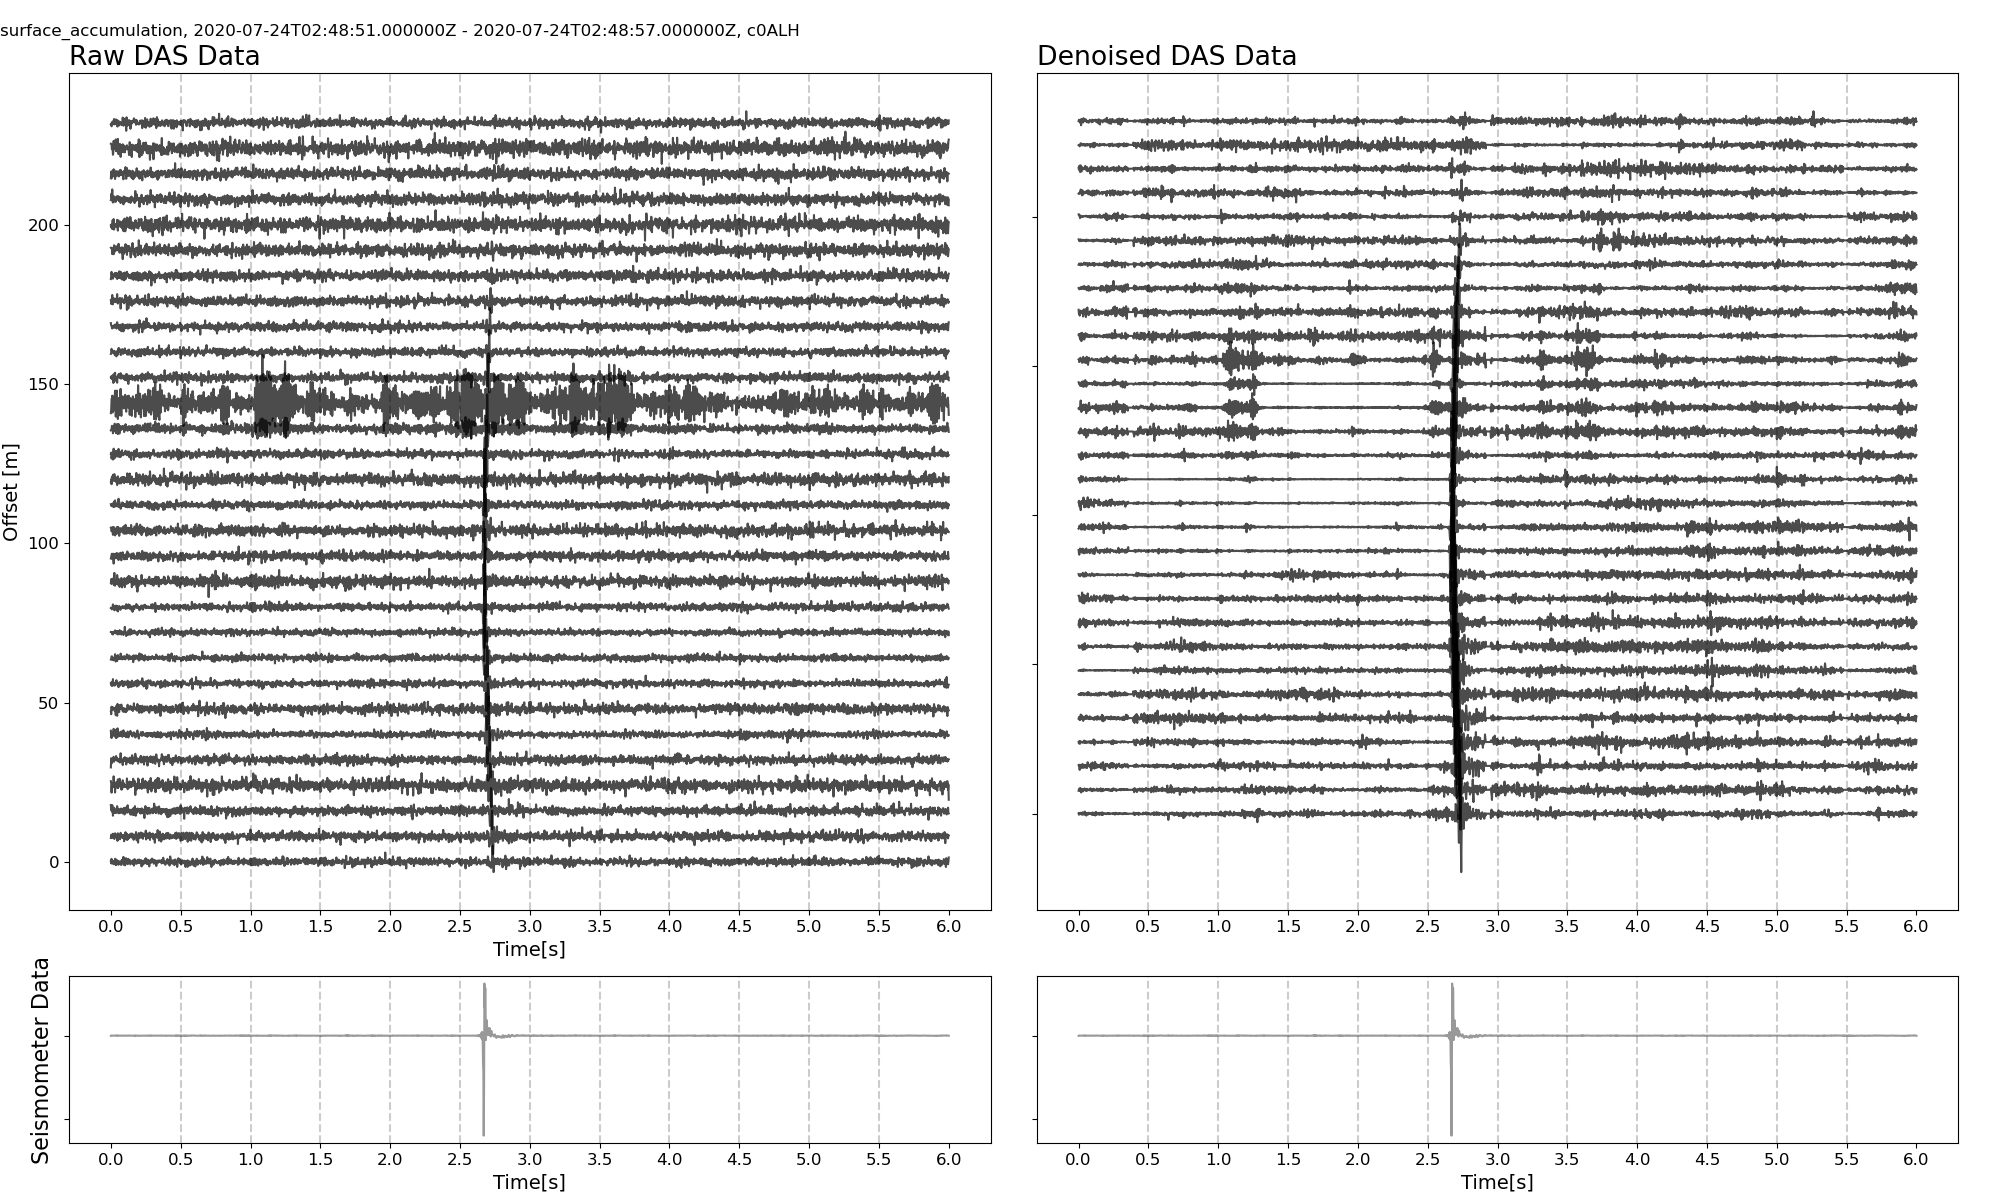 surface_accumulation, 2020-07-24T02:48:51.000000Z - 2020-07-24T02:48:57.000000Z, c0ALH
Raw DAS Data
Denoised DAS Data
Offset [m]
200
150
100
50
0
0.0 0.5 1.0 1.5 2.0 2.5 3.0 3.5 4.0 4.5 5.0 5.5 6.0
Time[s]
0.0 0.5 1.0 1.5 2.0 2.5 3.0 3.5 4.0 4.5 5.0 5.5 6.0
Seismometer Data
0.0 0.5 1.0 1.5 2.0 2.5 3.0 3.5 4.0 4.5 5.0 5.5 6.0
Time[s]
0.0 0.5 1.0 1.5 2.0 2.5 3.0 3.5 4.0 4.5 5.0 5.5 6.0
Time[s]